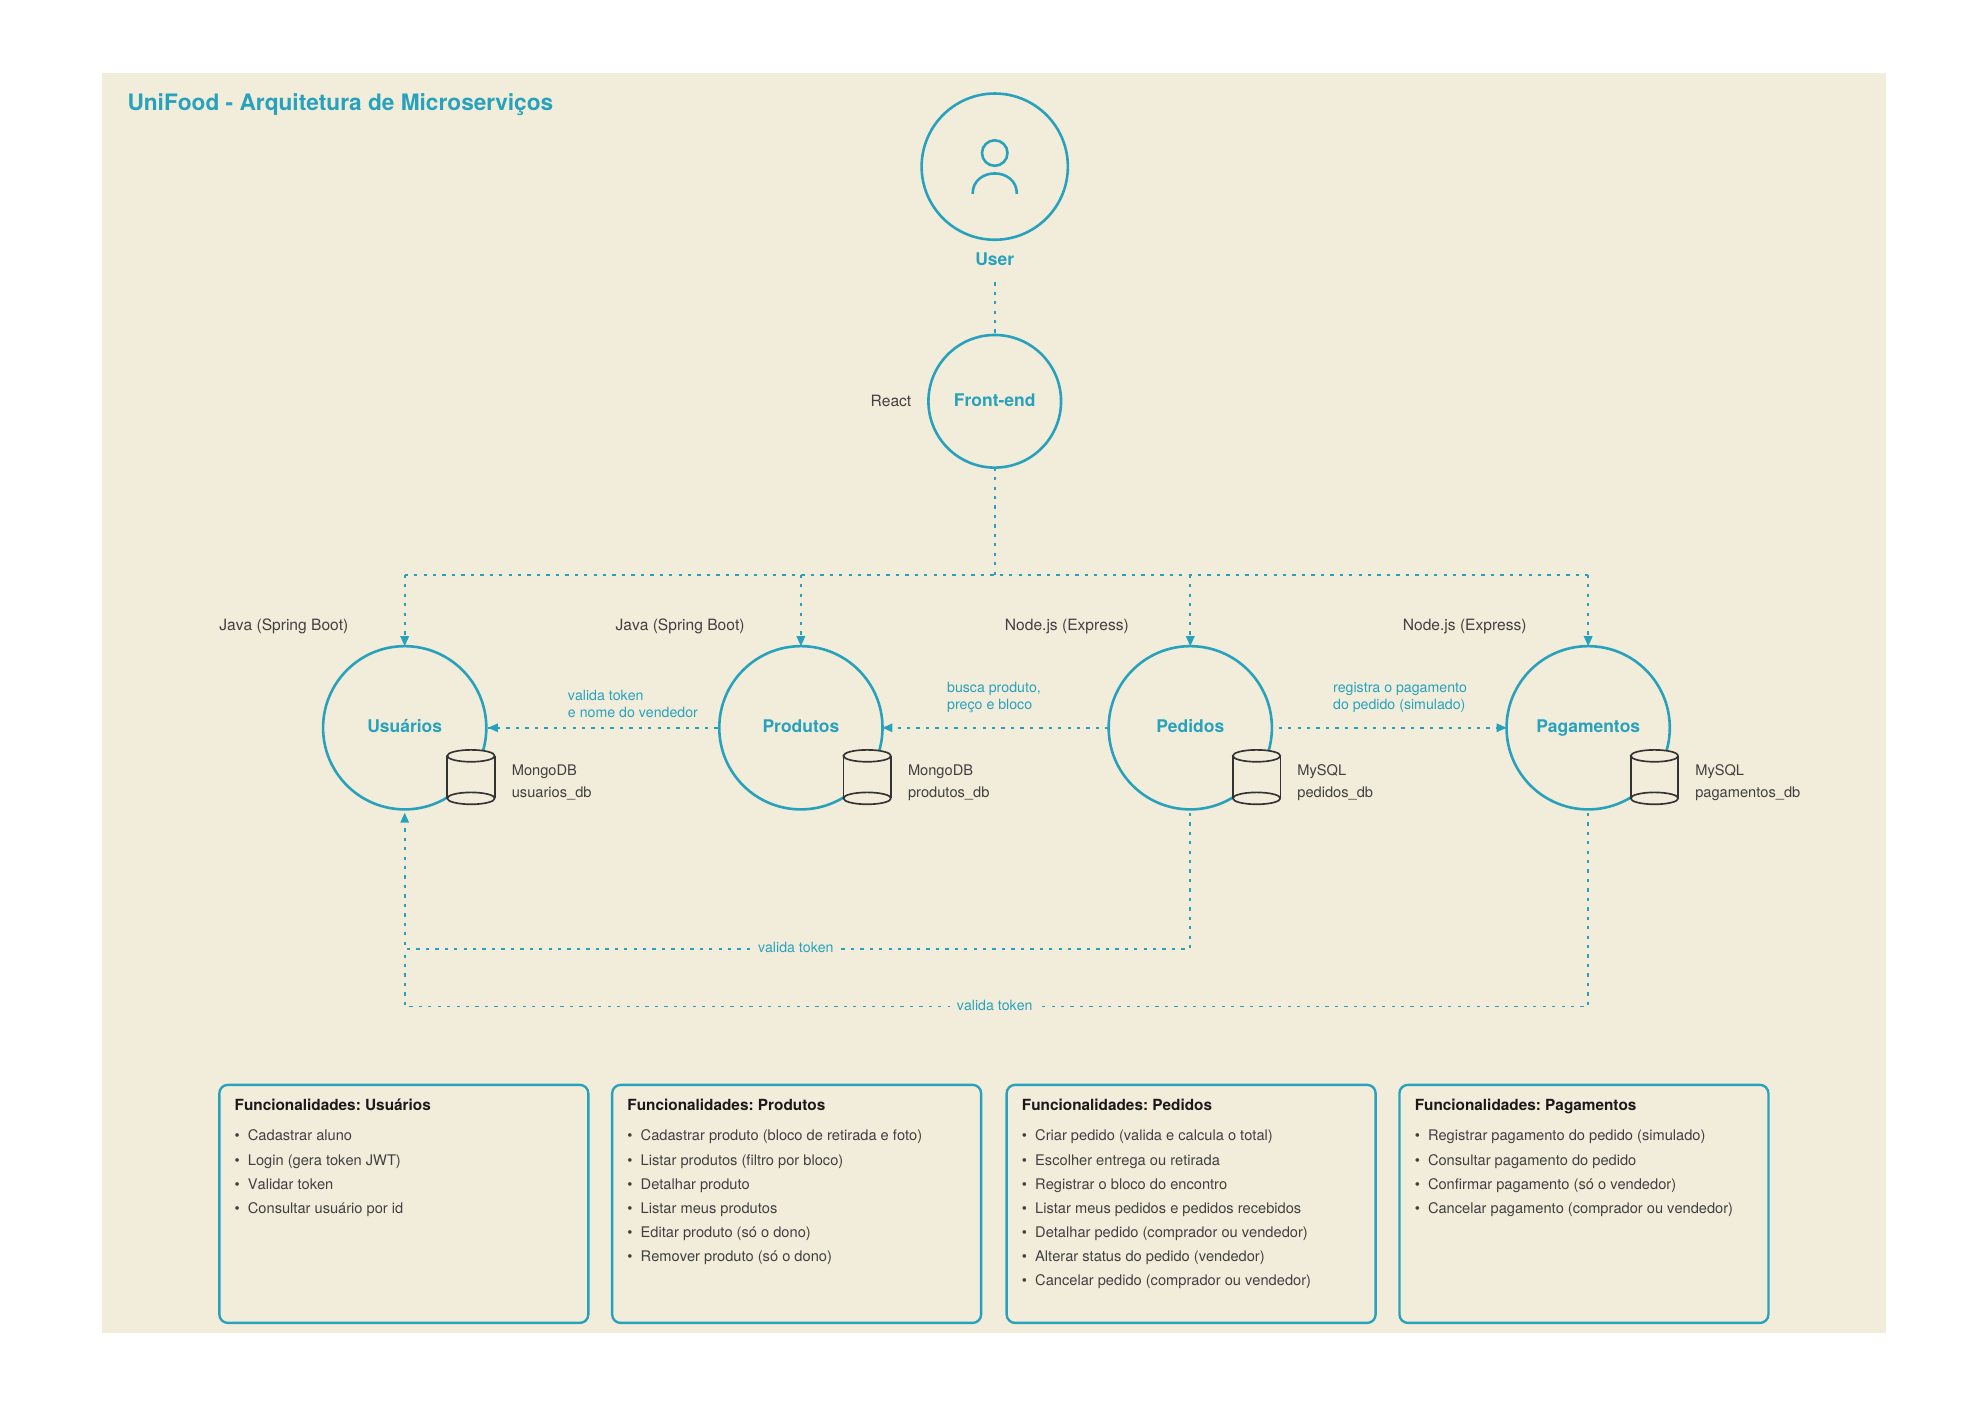 UniFood - Arquitetura de Microserviços
User
React
Front-end
Java (Spring Boot)
Java (Spring Boot)
Node.js (Express)
Node.js (Express)
Usuários
valida token
e nome do vendedor
Produtos
busca produto,
preço e bloco
Pedidos
registra o pagamento
do pedido (simulado)
Pagamentos
MongoDB
usuarios_db
MongoDB
produtos_db
MySQL
pedidos_db
MySQL
pagamentos_db
valida token
valida token
Funcionalidades: Usuários
• Cadastrar aluno
• Login (gera token JWT)
• Validar token
• Consultar usuário por id
Funcionalidades: Produtos
• Cadastrar produto (bloco de retirada e foto)
• Listar produtos (filtro por bloco)
• Detalhar produto
• Listar meus produtos
• Editar produto (só o dono)
• Remover produto (só o dono)
Funcionalidades: Pedidos
• Criar pedido (valida e calcula o total)
• Escolher entrega ou retirada
• Registrar o bloco do encontro
• Listar meus pedidos e pedidos recebidos
• Detalhar pedido (comprador ou vendedor)
• Alterar status do pedido (vendedor)
• Cancelar pedido (comprador ou vendedor)
Funcionalidades: Pagamentos
• Registrar pagamento do pedido (simulado)
• Consultar pagamento do pedido
• Confirmar pagamento (só o vendedor)
• Cancelar pagamento (comprador ou vendedor)